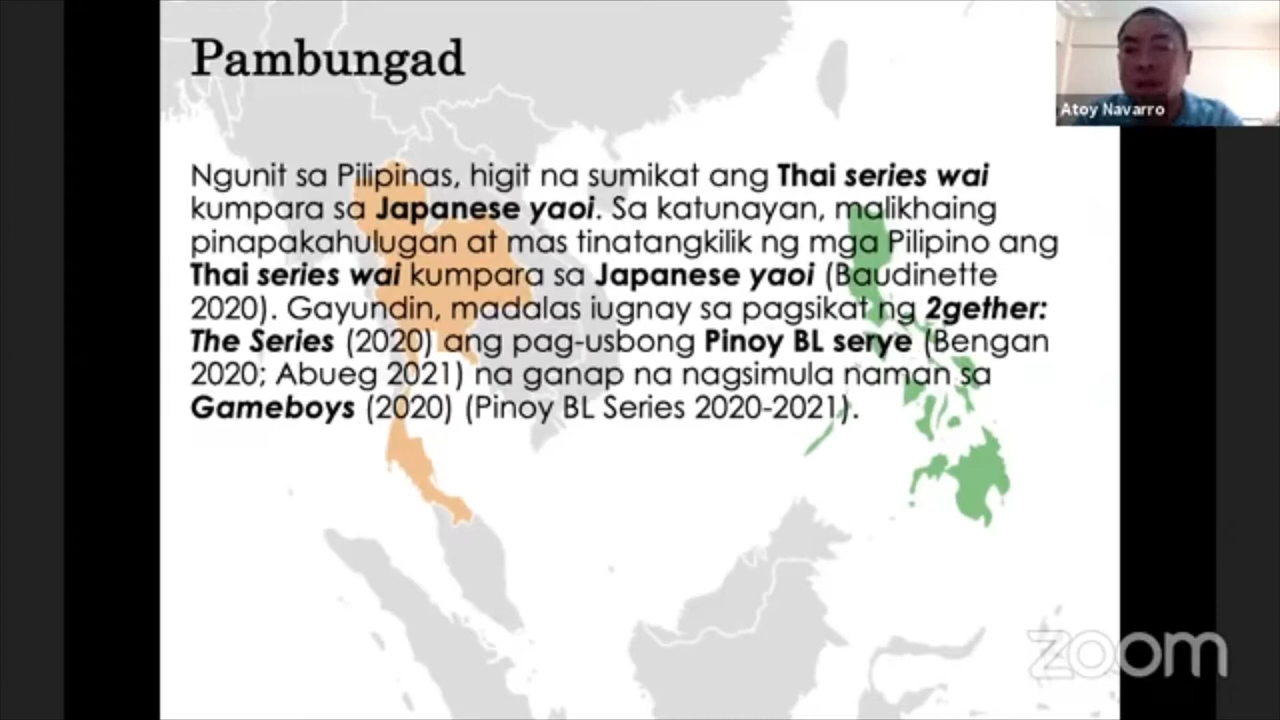 Pambungad
Atoy Navarro
Ngunit sa Pilipinas, higit na sumikat ang Thai series wai
kumpara sa Japanese yaoi. Sa katunayan, malikhaing
pinapakahulugan at mas tinatangkilik ng mga Pilipino ang
Thai series wai kumpara sa Japanese yaoi (Baudinette
2020). Gayundin, madalas iugnay sa pagsikat ng 2gether:
The Series (2020) ang pag-usbong Pinoy BL serye (Bengan
2020; Abueg 2021) na ganap na nagsimula naman sa
Gameboys (2020) (Pinoy BL Series 2020-2021).
zoom